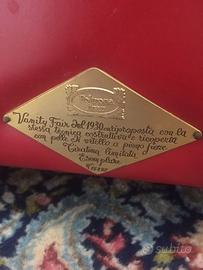 Vanity Fair del 1930 riproposta con la
stessa tecnica costruttiva e ricoperta
con pelle di vitello a pieno fiore
Tiratura limitata
Esemplare
subito